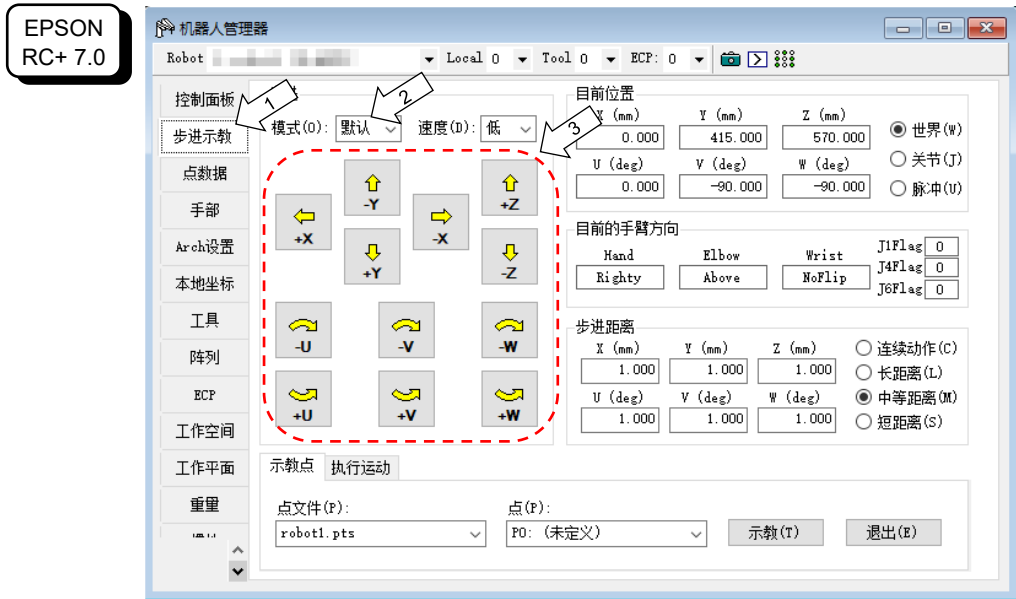 EPSON
RC+ 7.0
机器人管理器
Robot
Local 0
Tool 0
ECP: 0
控制面板
步进示教
点数据
手部
Arch设置
本地坐标
工具
阵列
ECP
工作空间
工作平面
重量
1
2
3
模式(O): 默认
速度(D): 低
-Y
+Z
+X
-X
+Y
-Z
-U
-V
-W
+U
+V
+W
目前位置
X (mm) Y (mm) Z (mm)
0.000 415.000 570.000
U (deg) V (deg) W (deg)
0.000 -90.000 -90.000
世界(W)
关节(J)
脉冲(U)
目前的手臂方向
Hand Elbow Wrist
Righty Above NoFlip
J1Flag 0
J4Flag 0
J6Flag 0
步进距离
X (mm) Y (mm) Z (mm)
1.000 1.000 1.000
U (deg) V (deg) W (deg)
1.000 1.000 1.000
连续动作(C)
长距离(L)
中等距离(M)
短距离(S)
示教点 执行运动
点文件(P): 点(P):
robot1.pts P0: (未定义) 示教(T) 退出(E)